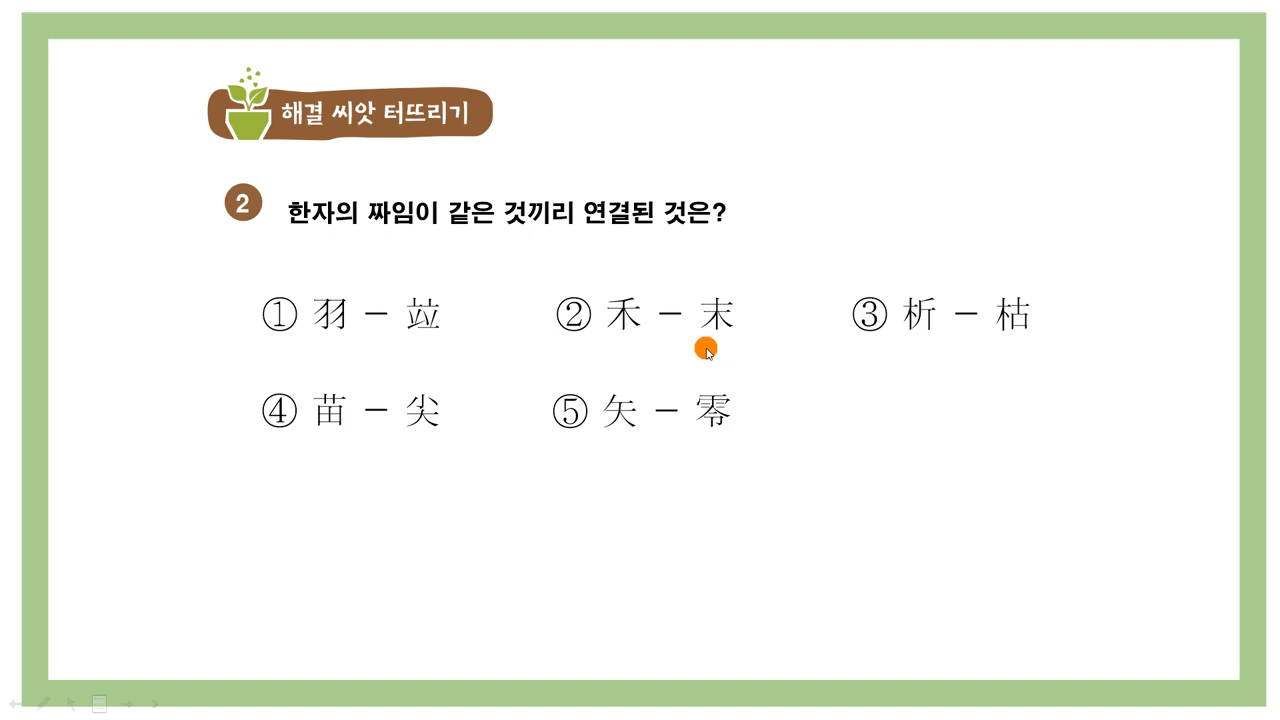 해결 씨앗 터뜨리기
2 한자의 짜임이 같은 것끼리 연결된 것은?
① 羽 - 竝 ② 禾 - 末 ③ 析 - 枯
④ 苗 - 尖 ⑤ 矢 - 零